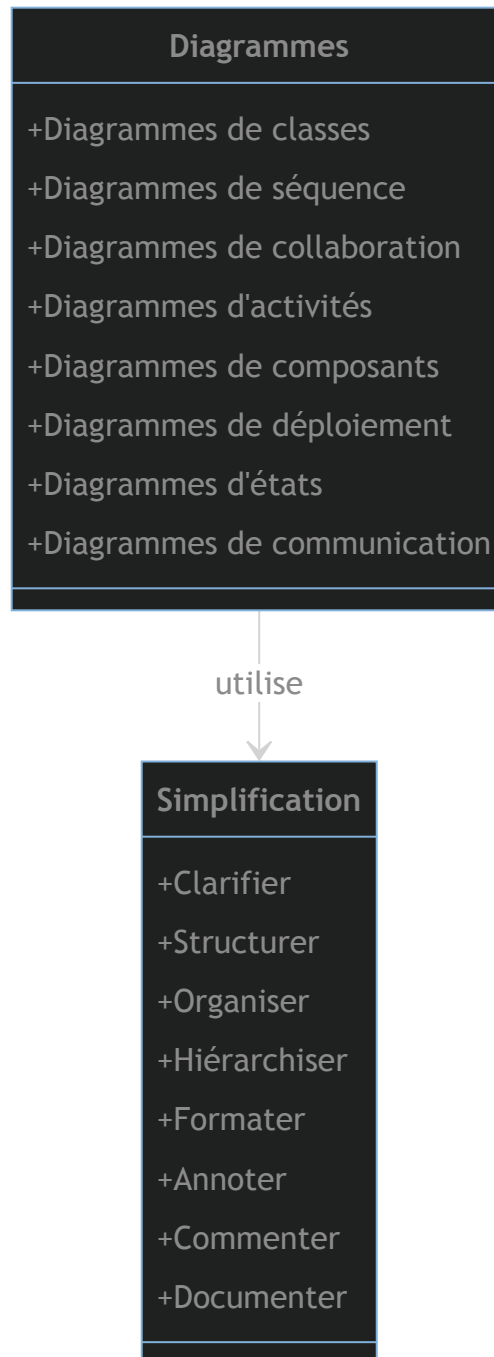 Diagrammes
+Diagrammes de classes
+Diagrammes de séquence
+Diagrammes de collaboration
+Diagrammes d'activités
+Diagrammes de composants
+Diagrammes de déploiement
+Diagrammes d'états
+Diagrammes de communication
utilise
Simplification
+Clarifier
+Structurer
+Organiser
+Hiérarchiser
+Formater
+Annoter
+Commenter
+Documenter